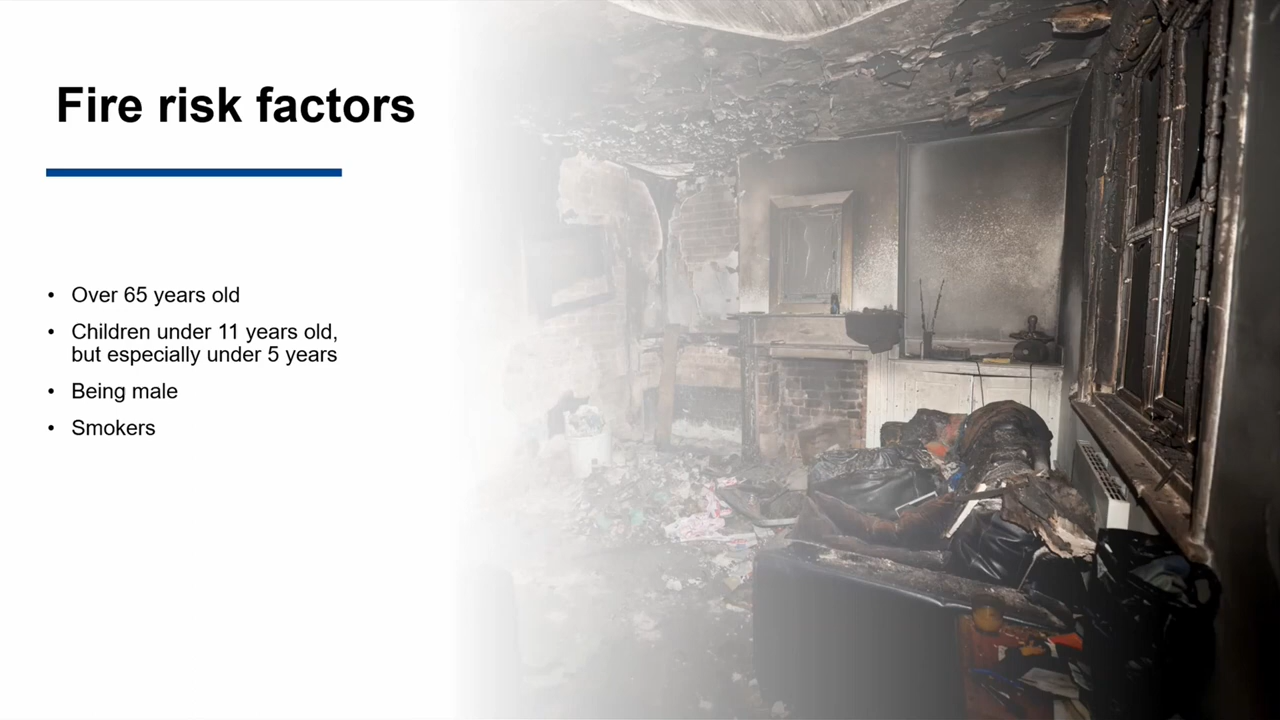 Fire risk factors
• Over 65 years old
• Children under 11 years old,
but especially under 5 years
• Being male
• Smokers